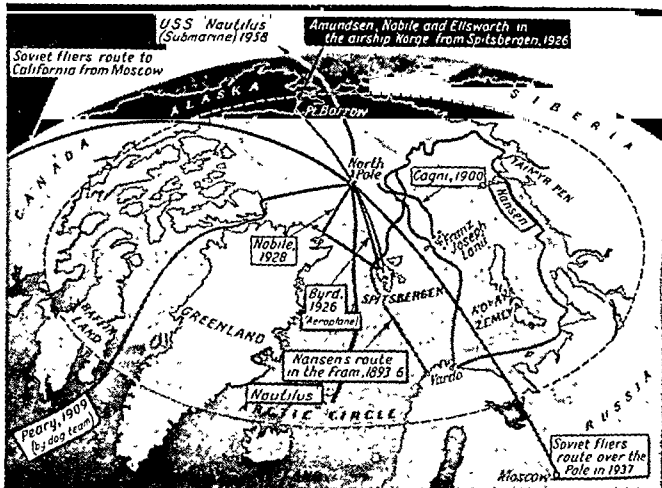 USS Nautilus
(Submarine) 1958
Amundsen, Nobile and Ellsworth in
the airship Norge from Spitsbergen, 1926
Soviet fliers route to
California from Moscow
ALASKA
Pt. Barrow
SIBERIA
CANADA
North
Pole
Cagni, 1900
TAIMYR PEN
Nansen
Franz
Joseph
Land
Nobile,
1928
SPITSBERGEN
NOVAYA
ZEMLYA
Byrd,
1926
(Aeroplane)
BAFFIN
LAND
GREENLAND
Nansen's route
in the Fram, 1893 6
Vardo
Nautilus
ARCTIC CIRCLE
RUSSIA
Peary, 1909
(by dog team)
Soviet fliers
route over the
Pole in 1937
Moscow